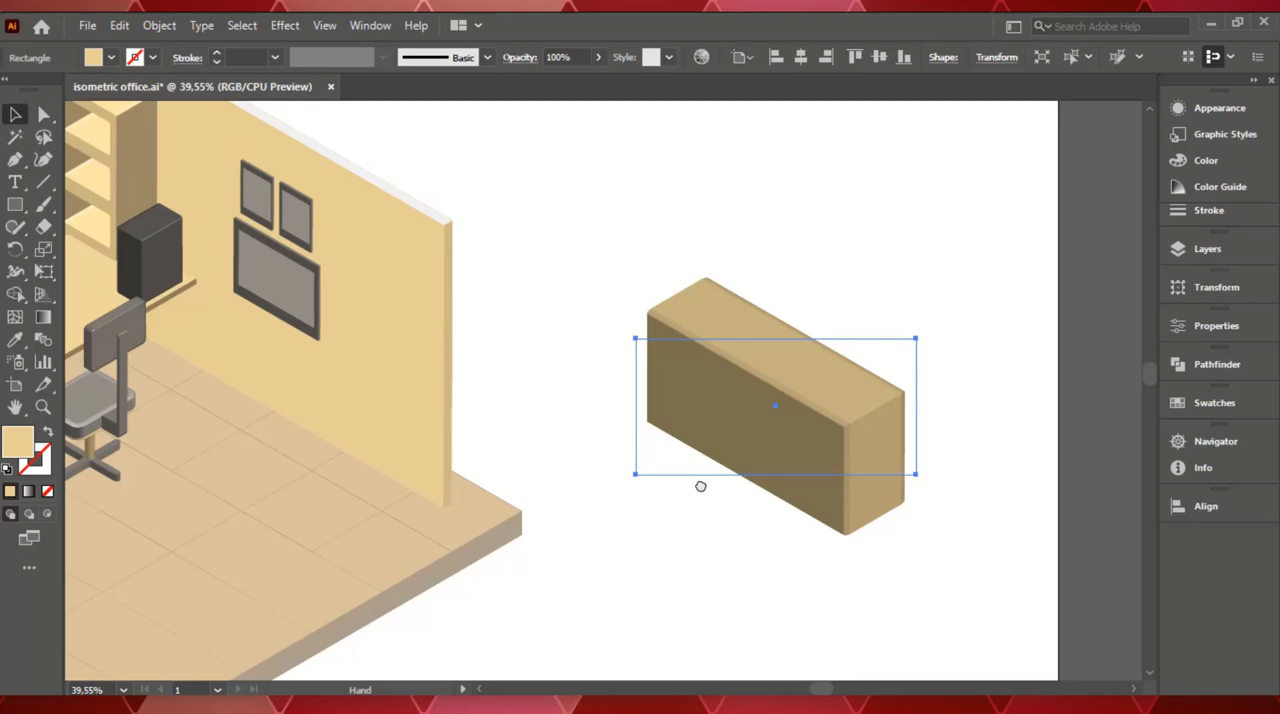 Ai File Edit Object Type Select Effect View Window Help Search Adobe Help
Rectangle Stroke: Basic Opacity: 100% Style: Shape: Transform
isometric office.ai* @ 39,55% (RGB/CPU Preview)
Appearance
Graphic Styles
Color
Color Guide
Stroke
Layers
Transform
Properties
Pathfinder
Swatches
Navigator
Info
Align
39,55% 1 Hand